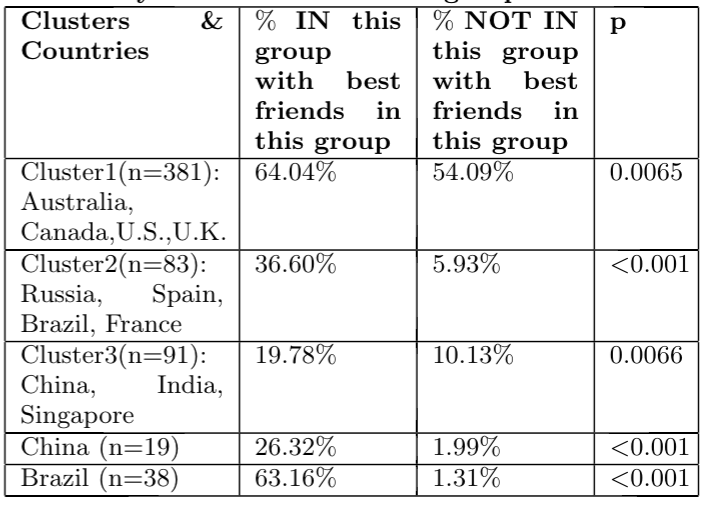 Clusters & Countries | % IN this group with best friends in this group | % NOT IN this group with best friends in this group | p
Cluster1(n=381): Australia, Canada,U.S.,U.K. | 64.04% | 54.09% | 0.0065
Cluster2(n=83): Russia, Spain, Brazil, France | 36.60% | 5.93% | <0.001
Cluster3(n=91): China, India, Singapore | 19.78% | 10.13% | 0.0066
China (n=19) | 26.32% | 1.99% | <0.001
Brazil (n=38) | 63.16% | 1.31% | <0.001